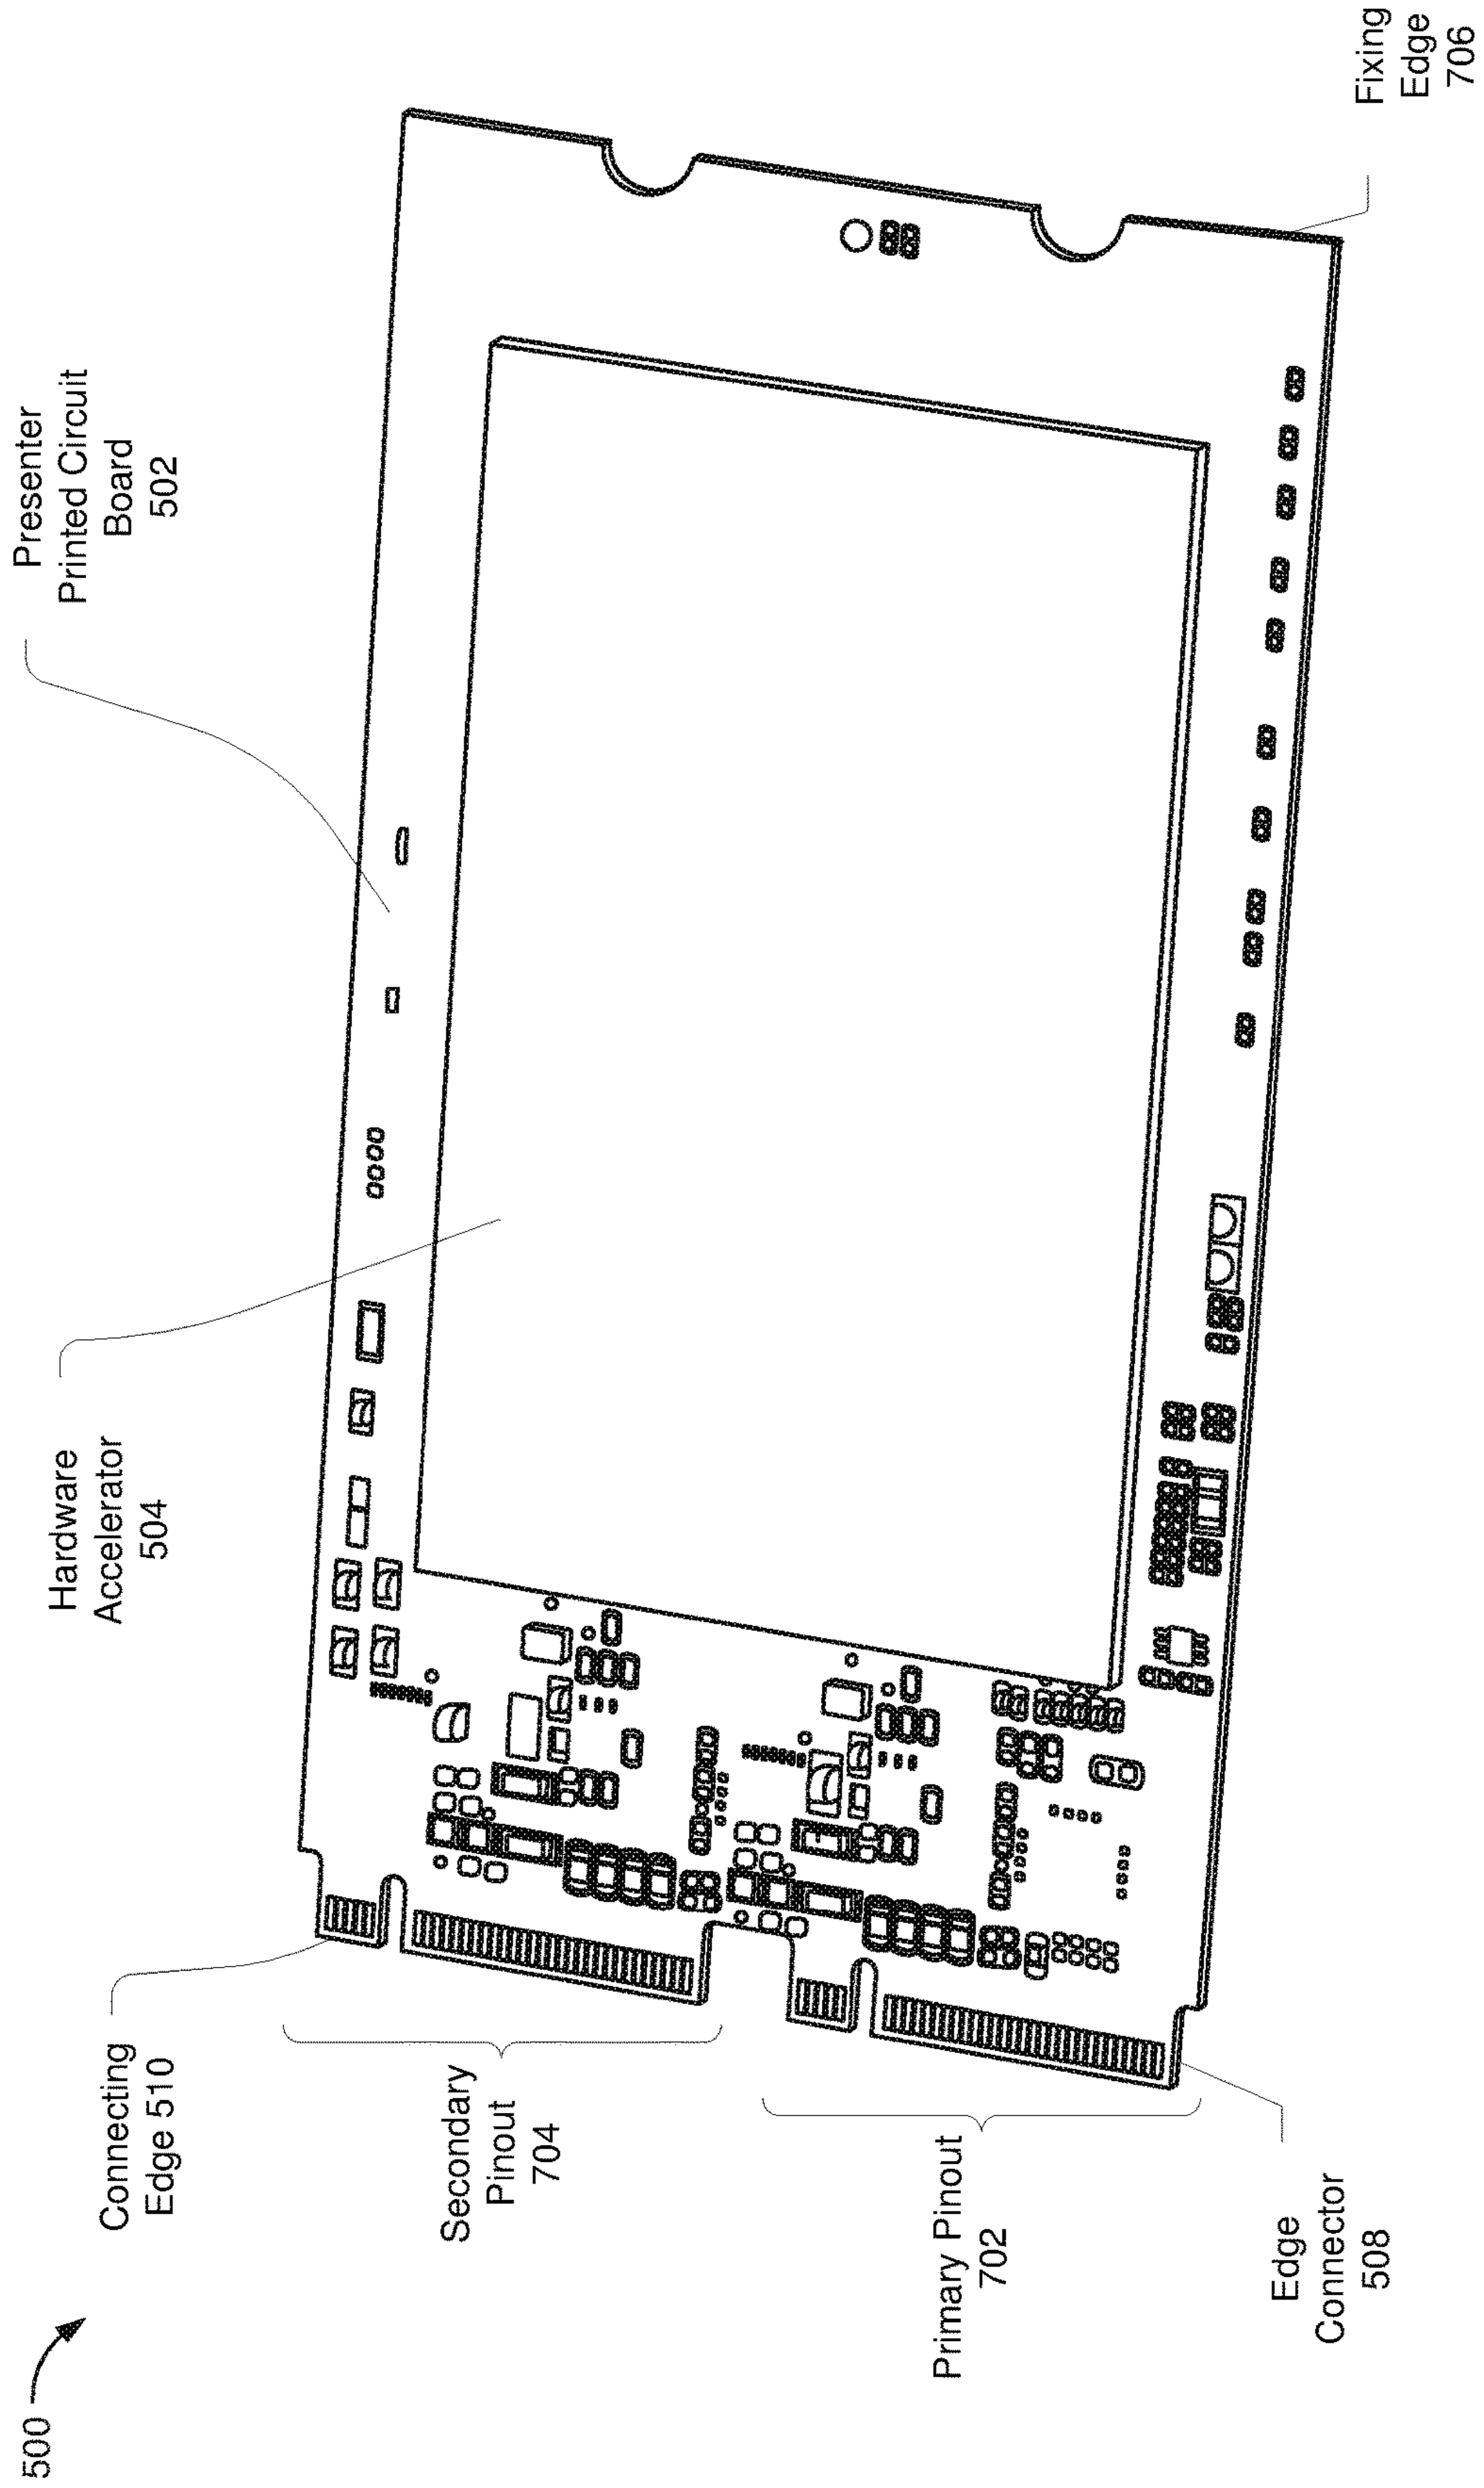 500
Connecting
Edge 510
Hardware
Accelerator
504
Presenter
Printed Circuit
Board
502
Secondary
Pinout
704
Primary Pinout
702
Edge
Connector
508
Fixing
Edge
706